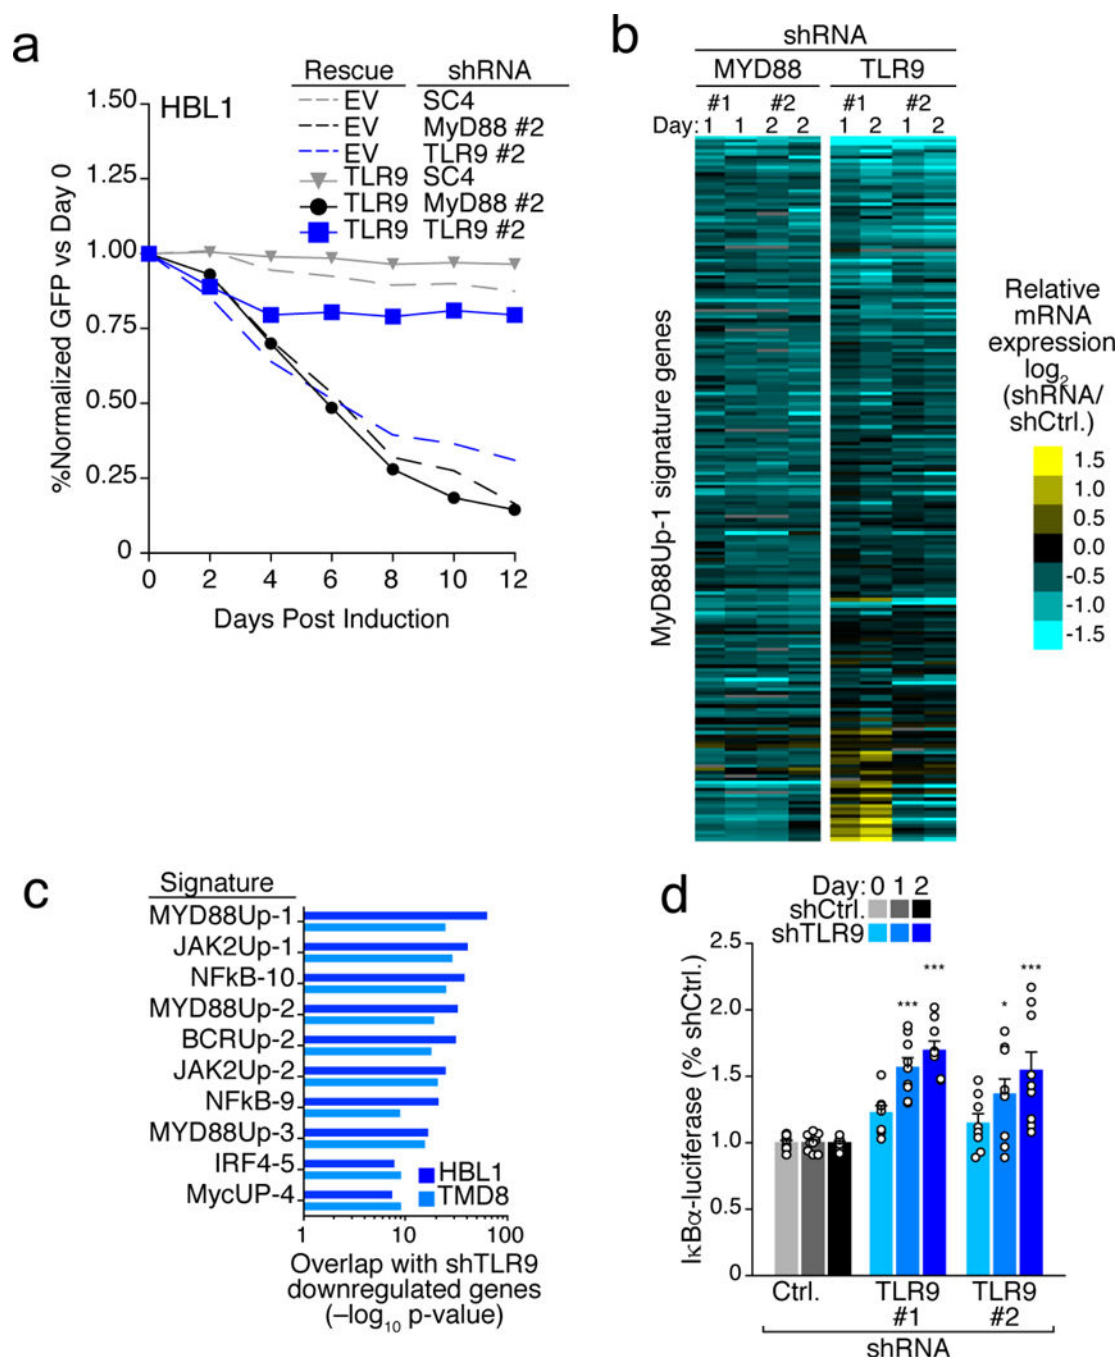 a
HBL1
Rescue shRNA
EV SC4
EV MyD88 #2
EV TLR9 #2
TLR9 SC4
TLR9 MyD88 #2
TLR9 TLR9 #2
%Normalized GFP vs Day 0
1.50
1.25
1.00
0.75
0.50
0.25
0
0 2 4 6 8 10 12
Days Post Induction
b
shRNA
MYD88 TLR9
#1 #2 #1 #2
Day: 1 1 2 2 1 2 1 2
MyD88Up-1 signature genes
Relative
mRNA
expression
log2
(shRNA/
shCtrl.)
1.5
1.0
0.5
0.0
-0.5
-1.0
-1.5
c
Signature
MYD88Up-1
JAK2Up-1
NFkB-10
MYD88Up-2
BCRUp-2
JAK2Up-2
NFkB-9
MYD88Up-3
IRF4-5
MycUP-4
HBL1
TMD8
1 10 100
Overlap with shTLR9
downregulated genes
(–log10 p-value)
d
Day: 0 1 2
shCtrl.
shTLR9
IκBα-luciferase (% shCtrl.)
2.5
2.0
1.5
1.0
0.5
0
*** *** * ***
Ctrl. TLR9 TLR9
#1 #2
shRNA